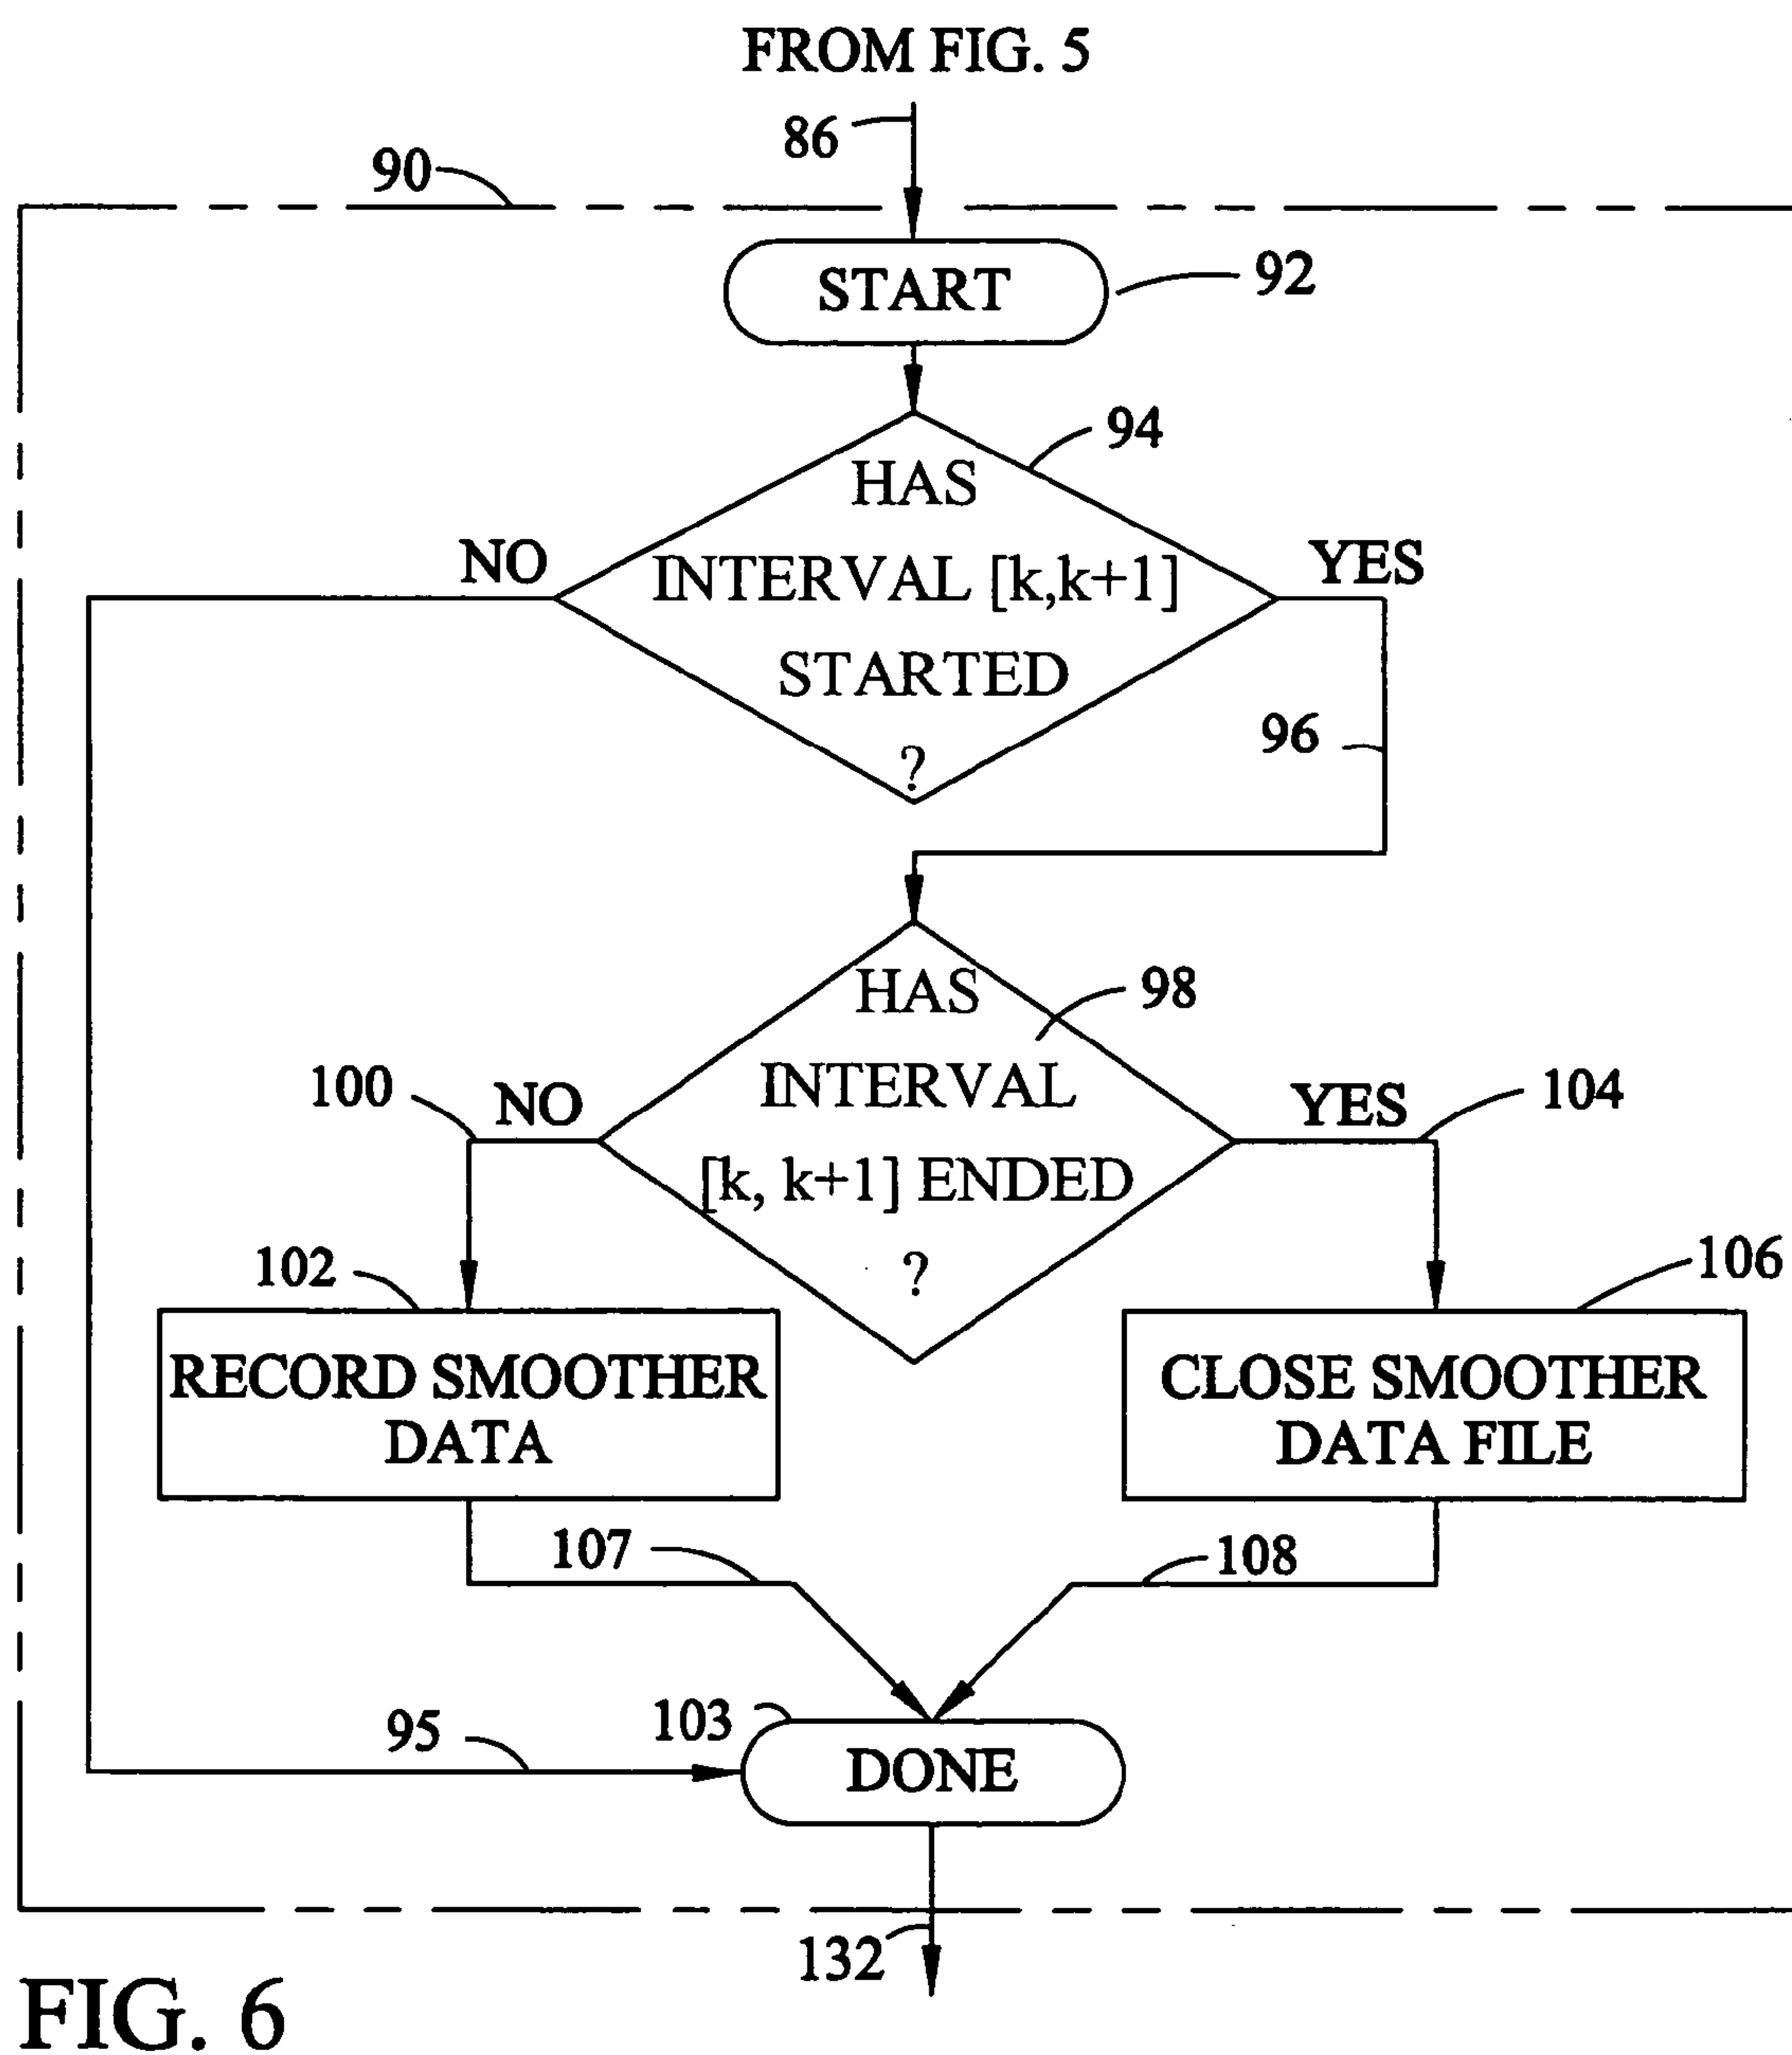 FROM FIG. 5
86
90
START
92
94
HAS
NO
INTERVAL [k,k+1]
YES
STARTED
96
?
HAS
98
100
NO
INTERVAL
YES
104
[k, k+1] ENDED
102
?
106
RECORD SMOOTHER
DATA
CLOSE SMOOTHER
DATA FILE
107
108
95
103
DONE
132
FIG. 6